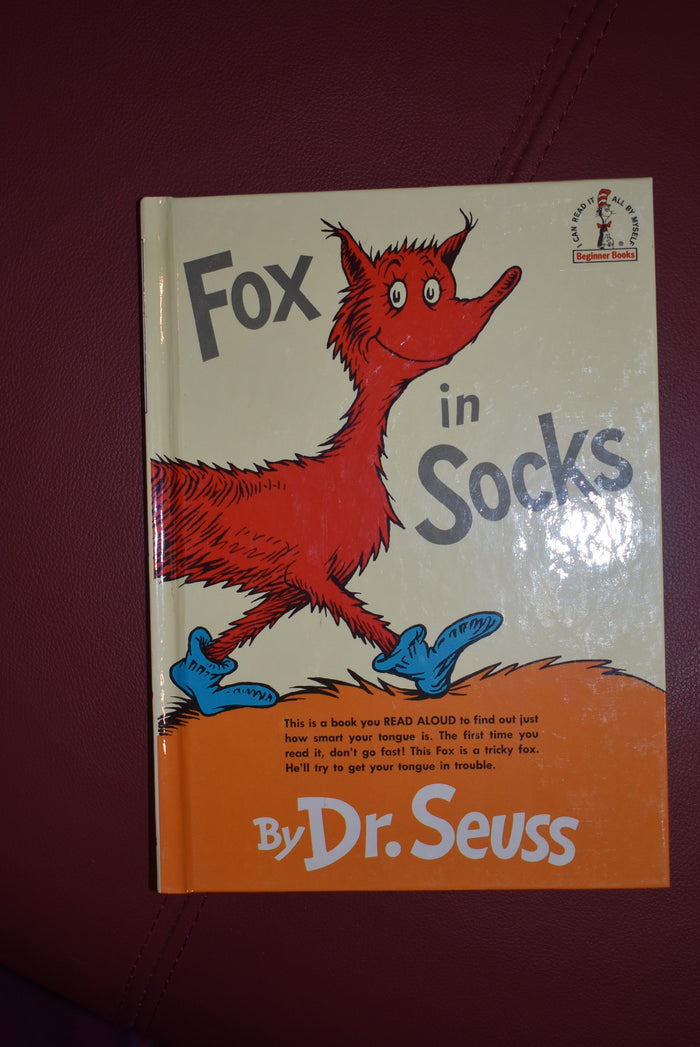 I CAN READ IT ALL BY MYSELF
Beginner Books
Fox
in
Socks
This is a book you READ ALOUD to find out just
how smart your tongue is. The first time you
read it, don't go fast! This Fox is a tricky fox.
He'll try to get your tongue in trouble.
By Dr. Seuss